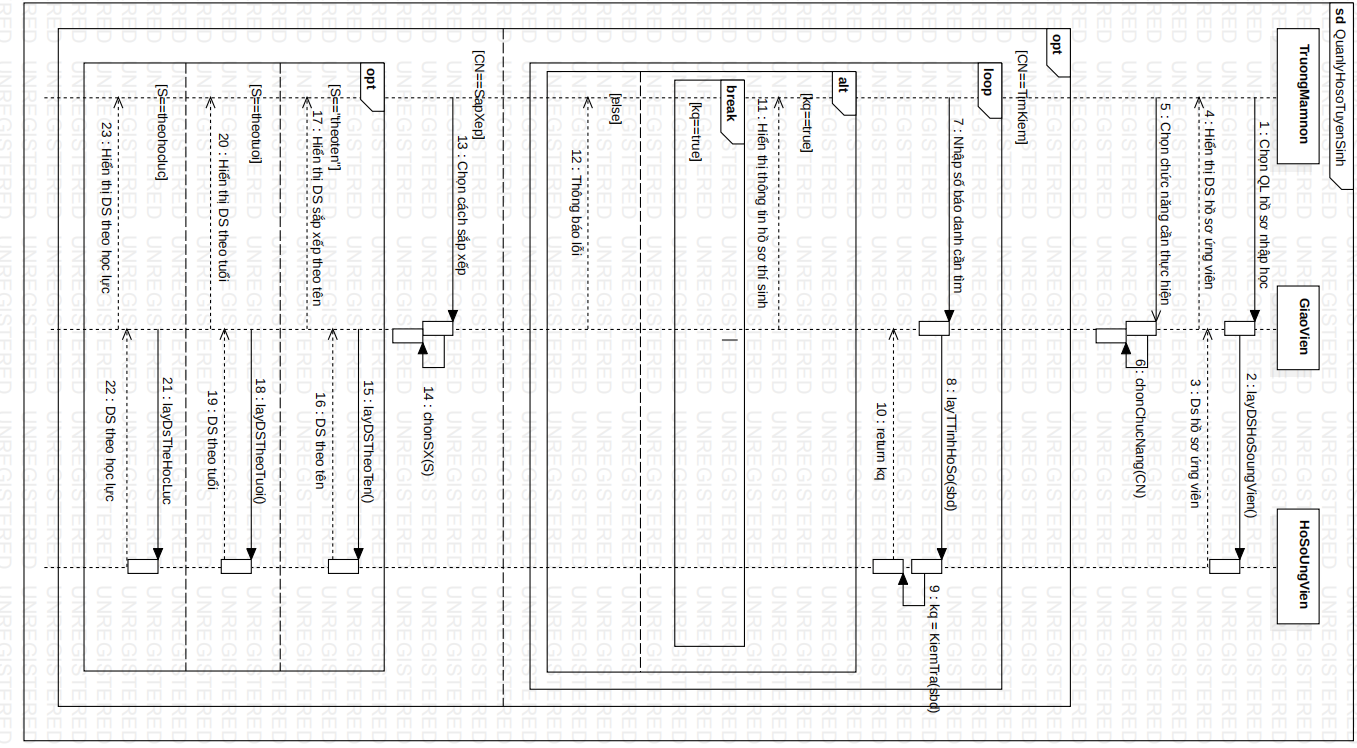 sd QuanlyHosoTuyenSinh
TruongMamnon
GiaoVien
HoSoUngVien
1 : Chọn QL hồ sơ nhập học
2 : layDSHoSoungVien()
3 : Ds hồ sơ ứng viên
4 : Hiển thị DS hồ sơ ứng viên
5 : Chọn chức năng cần thực hiện
6 : chonChucNang(CN)
opt
[CN==TimKiem]
loop
7 : Nhập số báo danh cần tìm
8 : layTTinhHoSo(sbd)
9 : kq = KiemTra(sbd)
10 : return kq
alt
[kq==true]
11 : Hiển thị thông tin hồ sơ thí sinh
break
[kq==true]
[else]
12 : Thông báo lỗi
[CN==SapXep]
13 : Chọn cách sắp xếp
14 : chonSX(S)
opt
[S=="theoten"]
15 : layDSTheoTen()
16 : DS theo tên
17 : Hiển thị DS sắp xếp theo tên
[S==theotuoi]
18 : layDSTheoTuoi()
19 : DS theo tuổi
20 : Hiển thị DS theo tuổi
[S==theohocluc]
21 : layDsTheHocLuc
22 : DS theo học lực
23 : Hiển thị DS theo học lực
UNREGISTERED